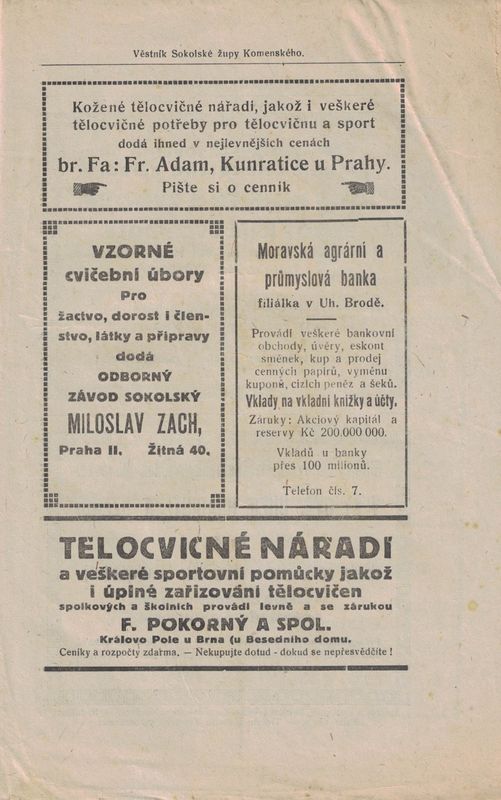 Věstník Sokolské župy Komenského.
Kožené tělocvičné nářadí, jakož i veškeré
tělocvičné potřeby pro tělocvičnu a sport
dodá ihned v nejlevnějších cenách
br. Fa: Fr. Adam, Kunratice u Prahy.
Pište si o cenník
VZORNÉ
cvičební úbory
Pro
žactvo, dorost i člen-
stvo, látky a přípravy
dodá
ODBORNÝ
ZÁVOD SOKOLSKÝ
MILOSLAV ZACH,
Praha II. Žitná 40.
Moravská agrární a
průmyslová banka
filiálka v Uh. Brodě.
Provádí veškeré bankovní
obchody, úvěry, eskont
směnek, kup a prodej
cenných papírů, výměnu
kuponů, cizích peněz a šeků.
Vklady na vkladní knížky a účty.
Záruky: Akciový kapitál a
reservy Kč 200.000 000.
Vkladů u banky
přes 100 milionů.
Telefon čís. 7.
TĚLOCVIČNÉ NÁŘADÍ
a veškeré sportovní pomůcky jakož
i úplné zařizování tělocvičen
spolkových a školních provádí levně a se zárukou
F. POKORNÝ A SPOL.
Královo Pole u Brna (u Besedního domu.
Ceníky a rozpočty zdarma. — Nekupujte dotud - dokud se nepřesvědčíte!